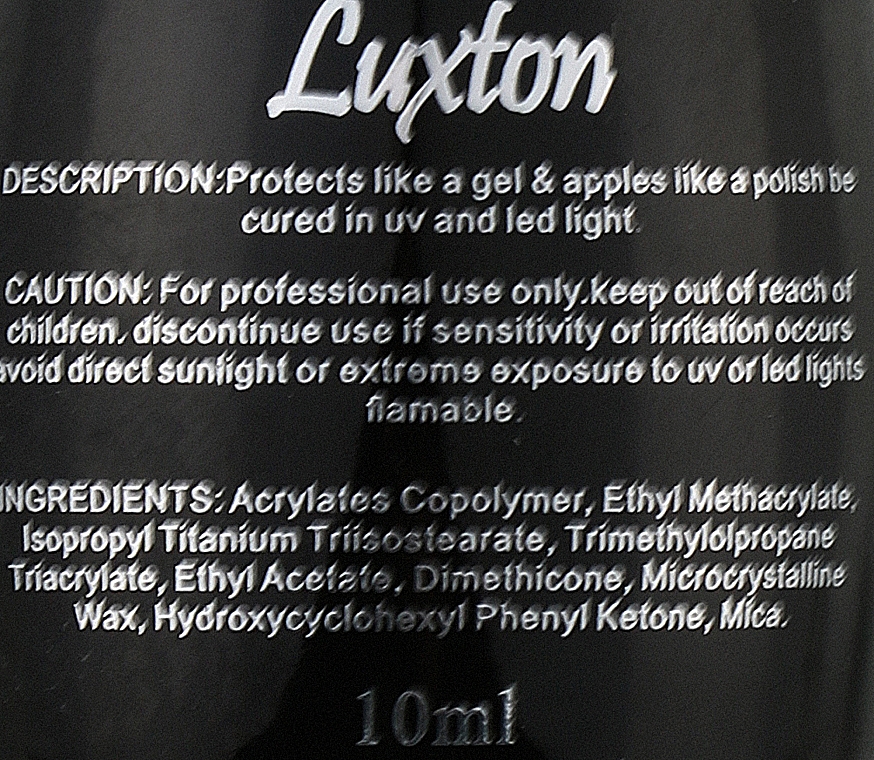 Luxton
DESCRIPTION:Protects like a gel & apples like a polish be
cured in uv and led light.
CAUTION: For professional use only.keep out of reach of
children. discontinue use if sensitivity or irritation occurs
avoid direct sunlight or extreme exposure to uv or led lights
flamable.
INGREDIENTS: Acrylates Copolymer, Ethyl Methacrylate,
Isopropyl Titanium Triisostearate, Trimethylolpropane
Triacrylate, Ethyl Acetate, Dimethicone, Microcrystalline
Wax, Hydroxycyclohexyl Phenyl Ketone, Mica.
10ml